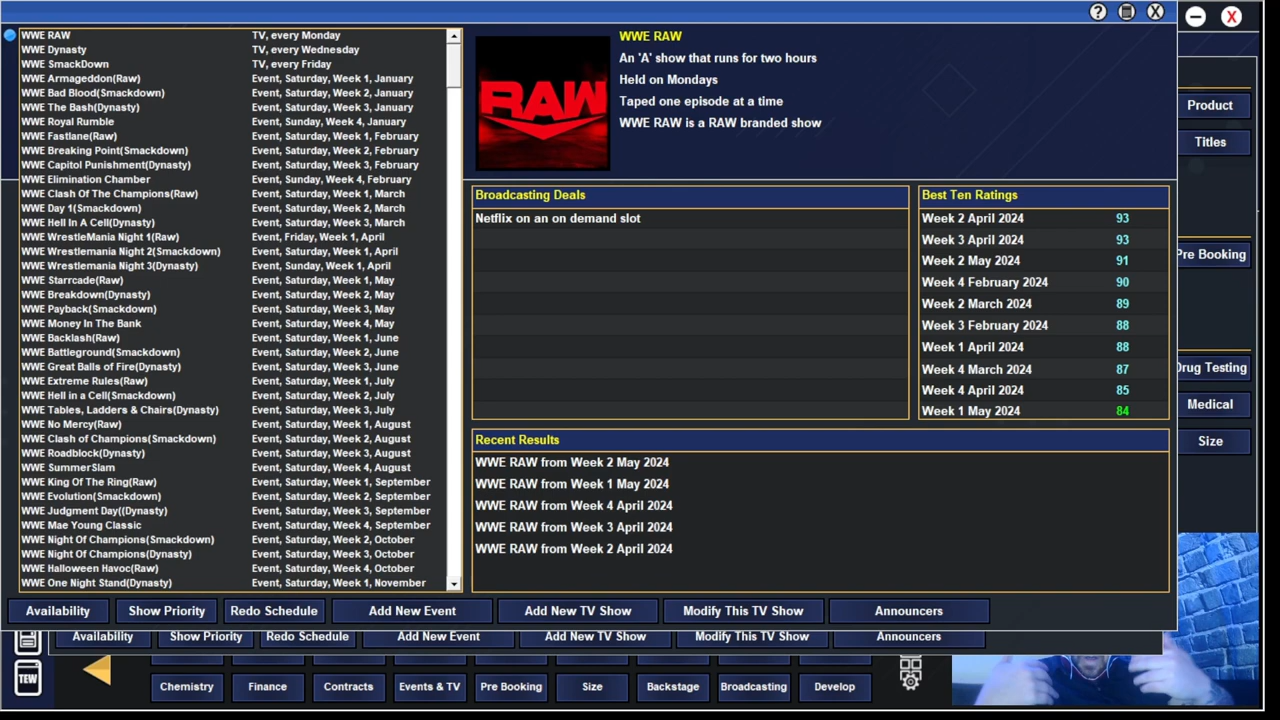 ? X X
WWE RAW TV, every Monday
WWE Dynasty TV, every Wednesday
WWE SmackDown TV, every Friday
WWE Armageddon(Raw) Event, Saturday, Week 1, January
WWE Bad Blood(Smackdown) Event, Saturday, Week 2, January
WWE The Bash(Dynasty) Event, Saturday, Week 3, January
WWE Royal Rumble Event, Sunday, Week 4, January
WWE Fastlane(Raw) Event, Saturday, Week 1, February
WWE Breaking Point(Smackdown) Event, Saturday, Week 2, February
WWE Capitol Punishment(Dynasty) Event, Saturday, Week 3, February
WWE Elimination Chamber Event, Sunday, Week 4, February
WWE Clash Of The Champions(Raw) Event, Saturday, Week 1, March
WWE Day 1(Smackdown) Event, Saturday, Week 2, March
WWE Hell In A Cell(Dynasty) Event, Saturday, Week 3, March
WWE WrestleMania Night 1(Raw) Event, Friday, Week 1, April
WWE Wrestlemania Night 2(Smackdown) Event, Saturday, Week 1, April
WWE Wrestlemania Night 3(Dynasty) Event, Sunday, Week 1, April
WWE Starrcade(Raw) Event, Saturday, Week 1, May
WWE Breakdown(Dynasty) Event, Saturday, Week 2, May
WWE Payback(Smackdown) Event, Saturday, Week 3, May
WWE Money In The Bank Event, Saturday, Week 4, May
WWE Backlash(Raw) Event, Saturday, Week 1, June
WWE Battleground(Smackdown) Event, Saturday, Week 2, June
WWE Great Balls of Fire(Dynasty) Event, Saturday, Week 3, June
WWE Extreme Rules(Raw) Event, Saturday, Week 1, July
WWE Hell in a Cell(Smackdown) Event, Saturday, Week 2, July
WWE Tables, Ladders & Chairs(Dynasty) Event, Saturday, Week 3, July
WWE No Mercy(Raw) Event, Saturday, Week 1, August
WWE Clash of Champions(Smackdown) Event, Saturday, Week 2, August
WWE Roadblock(Dynasty) Event, Saturday, Week 3, August
WWE SummerSlam Event, Saturday, Week 4, August
WWE King Of The Ring(Raw) Event, Saturday, Week 1, September
WWE Evolution(Smackdown) Event, Saturday, Week 2, September
WWE Judgment Day((Dynasty) Event, Saturday, Week 3, September
WWE Mae Young Classic Event, Saturday, Week 4, September
WWE Night Of Champions(Smackdown) Event, Saturday, Week 2, October
WWE Night Of Champions(Dynasty) Event, Saturday, Week 3, October
WWE Halloween Havoc(Raw) Event, Saturday, Week 4, October
WWE One Night Stand(Dynasty) Event, Saturday, Week 1, November
RAW
WWE RAW
An 'A' show that runs for two hours
Held on Mondays
Taped one episode at a time
WWE RAW is a RAW branded show
Broadcasting Deals
Netflix on an on demand slot
Best Ten Ratings
Week 2 April 2024 93
Week 3 April 2024 93
Week 2 May 2024 91
Week 4 February 2024 90
Week 2 March 2024 89
Week 3 February 2024 88
Week 1 April 2024 88
Week 4 March 2024 87
Week 4 April 2024 85
Week 1 May 2024 84
Recent Results
WWE RAW from Week 2 May 2024
WWE RAW from Week 1 May 2024
WWE RAW from Week 4 April 2024
WWE RAW from Week 3 April 2024
WWE RAW from Week 2 April 2024
Product
Titles
Pre Booking
Drug Testing
Medical
Size
Availability Show Priority Redo Schedule Add New Event Add New TV Show Modify This TV Show Announcers
Availability Show Priority Redo Schedule Add New Event Add New TV Show Modify This TV Show Announcers
TEW
Chemistry Finance Contracts Events & TV Pre Booking Size Backstage Broadcasting Develop